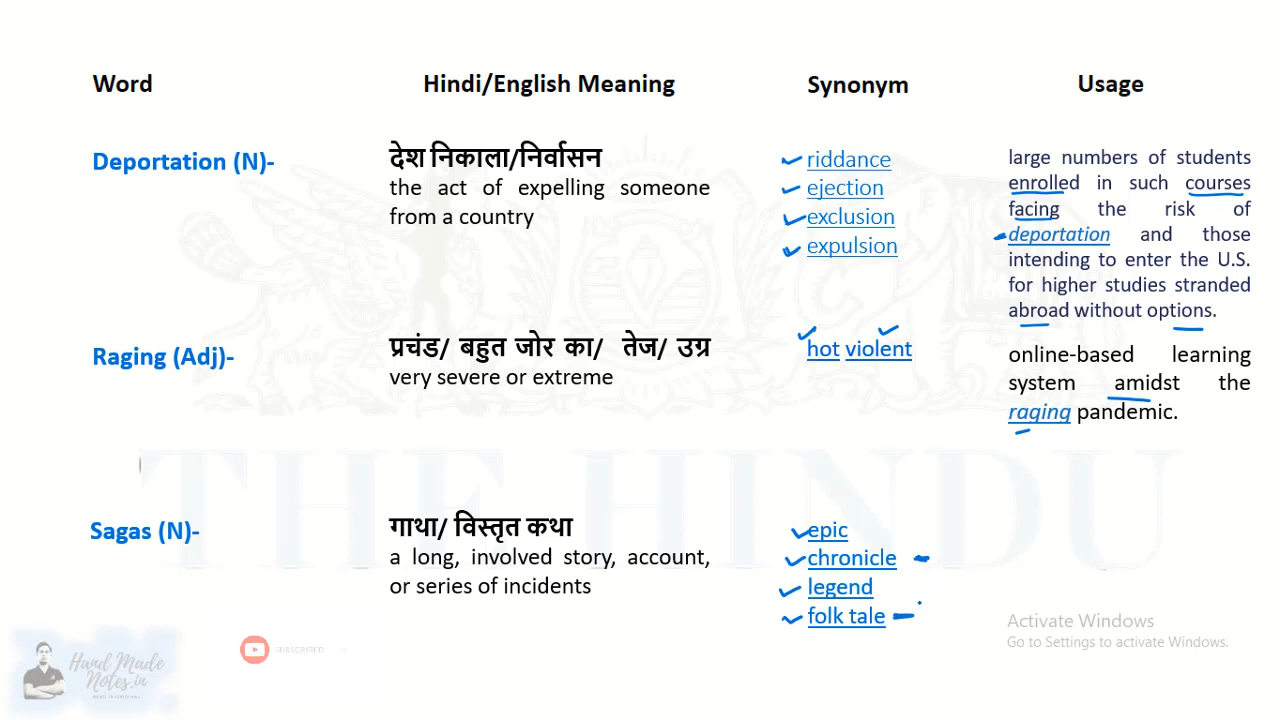 Word
Hindi/English Meaning
Synonym
Usage
Deportation (N)-
देश निकाला/निर्वासन
the act of expelling someone
from a country
riddance
ejection
exclusion
expulsion
large numbers of students
enrolled in such courses
facing the risk of
deportation and those
intending to enter the U.S.
for higher studies stranded
abroad without options.
Raging (Adj)-
प्रचंड/ बहुत जोर का/ तेज/ उग्र
very severe or extreme
hot violent
online-based learning
system amidst the
raging pandemic.
THE HINDU
Sagas (N)-
गाथा/ विस्तृत कथा
a long, involved story, account,
or series of incidents
epic
chronicle
legend
folk tale
Activate Windows
Go to Settings to activate Windows.
Hand Made
Notes.in
SUBSCRIBED